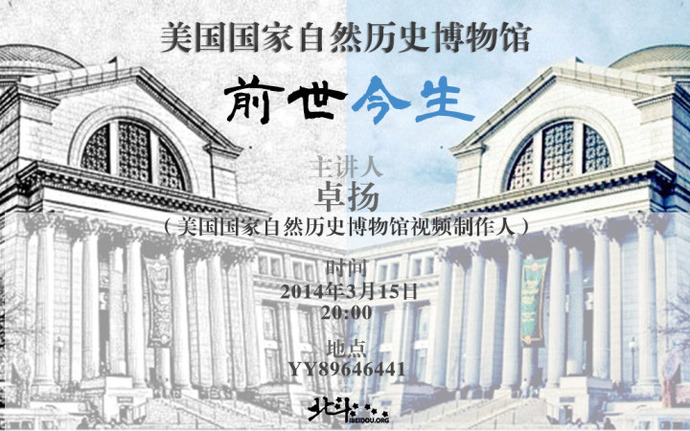 美国国家自然历史博物馆
前世今生
主讲人
卓扬
（美国国家自然历史博物馆视频制作人）
时间
2014年3月15日
20:00
地点
YY89646441
北斗
IBEIDOU.ORG